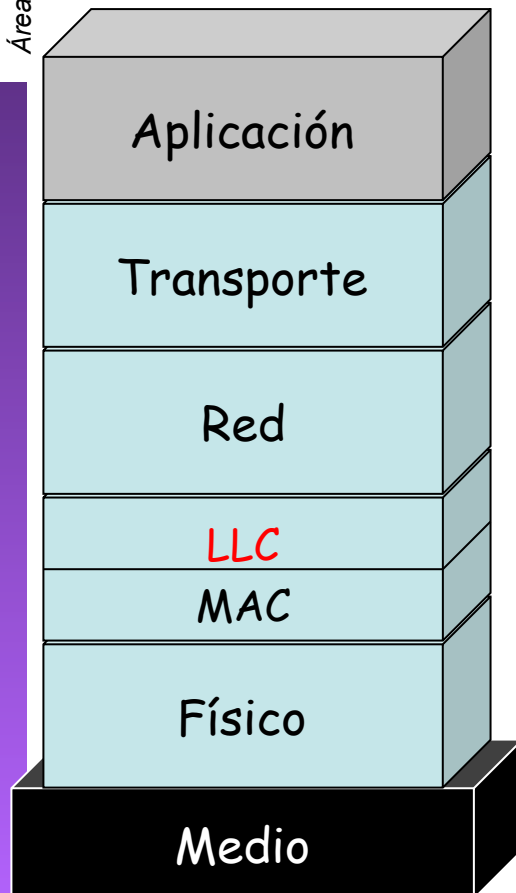 Área
Aplicación
Transporte
Red
LLC
MAC
Físico
Medio